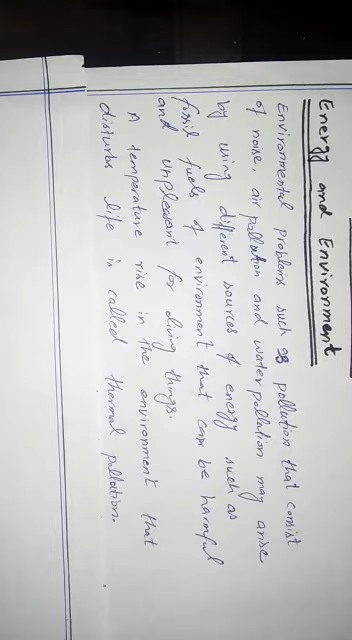 Energy and Environment
Environmental problems such as pollution that consist
of noise, air pollution and water pollution may arise
by using different sources of energy such as
fossil fuels of environment that can be harmful
and unpleasant for living things.
A temperature rise in the environment that
disturbs life is called thermal pollution.